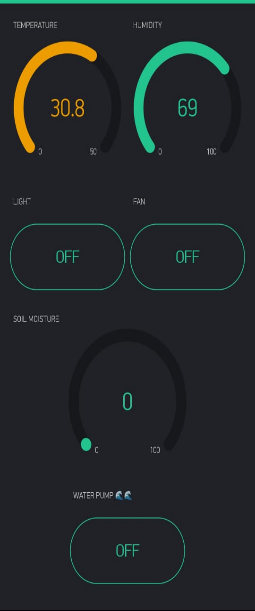 TEMPERATURE HUMIDITY
30.8 69
0 50 0 100
LIGHT FAN
OFF OFF
SOIL MOISTURE
0
0 100
WATER PUMP 🌊🌊
OFF